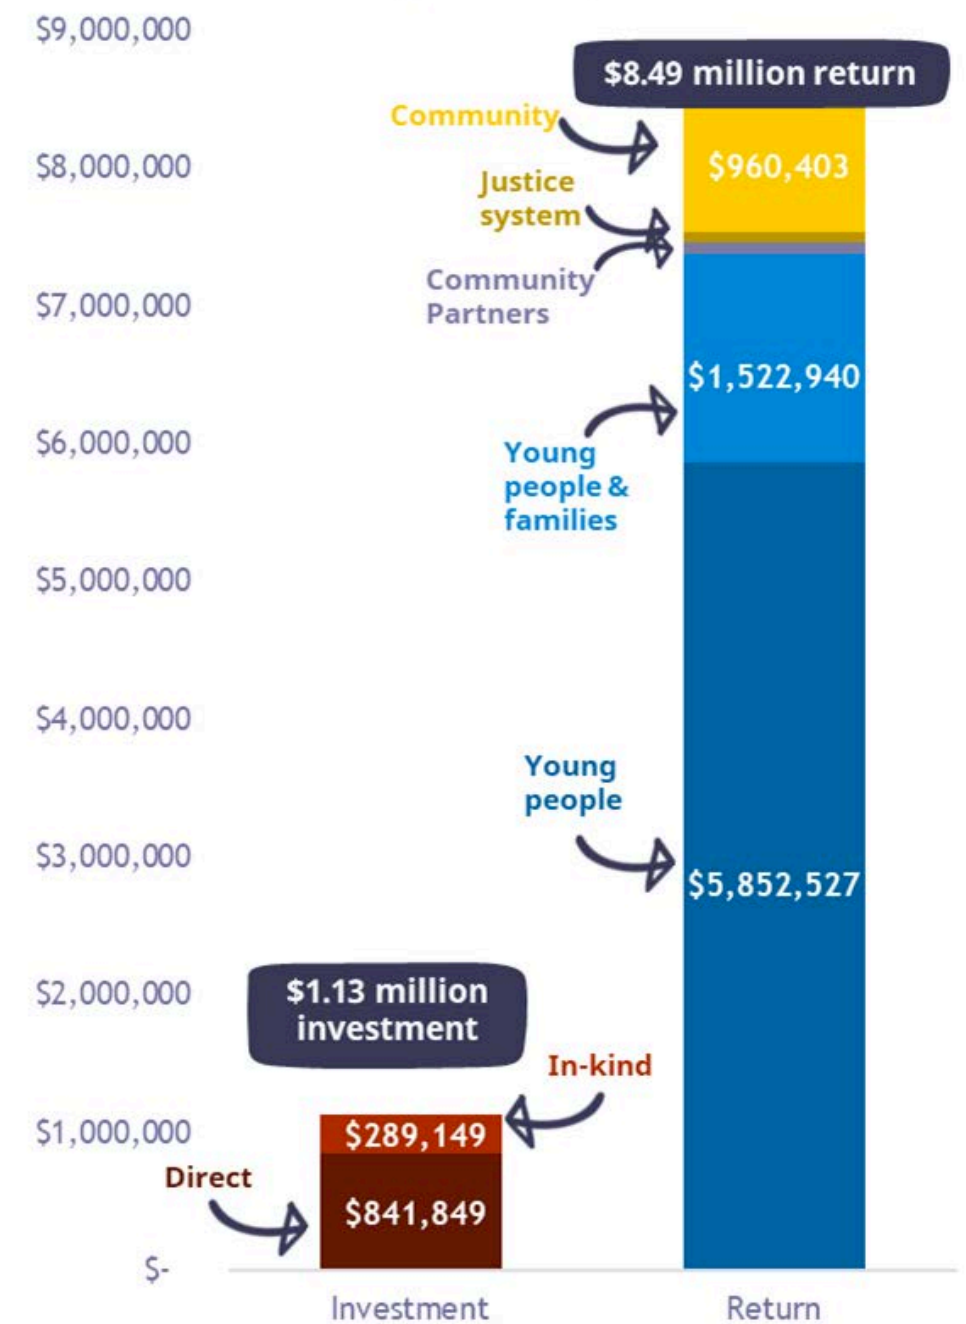 $9,000,000
$8.49 million return
Community
$8,000,000
$960,403
Justice
system
Community
Partners
$7,000,000
$1,522,940
$6,000,000
Young
people &
families
$5,000,000
$4,000,000
Young
people
$3,000,000
$5,852,527
$2,000,000
$1.13 million
investment
In-kind
$1,000,000
$289,149
Direct
$841,849
$-
Investment
Return